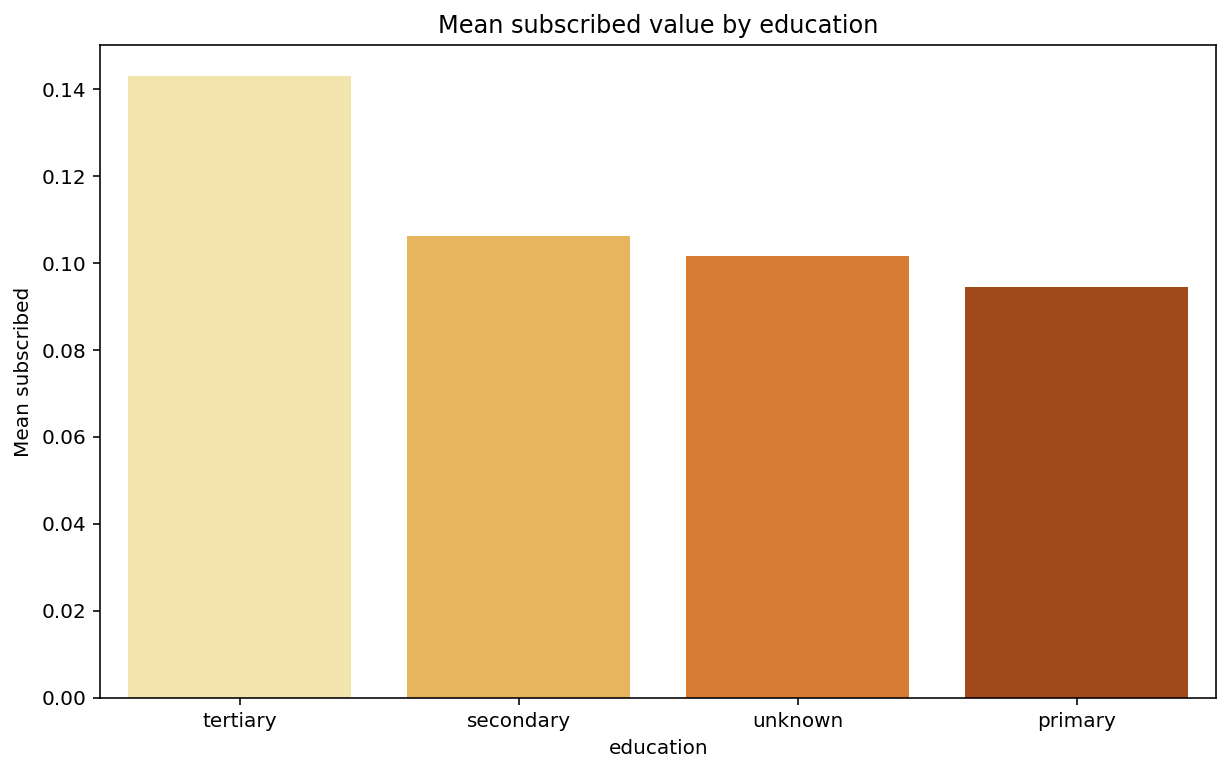 Mean subscribed value by education
Mean subscribed
0.14
0.12
0.10
0.08
0.06
0.04
0.02
0.00
tertiary secondary unknown primary
education